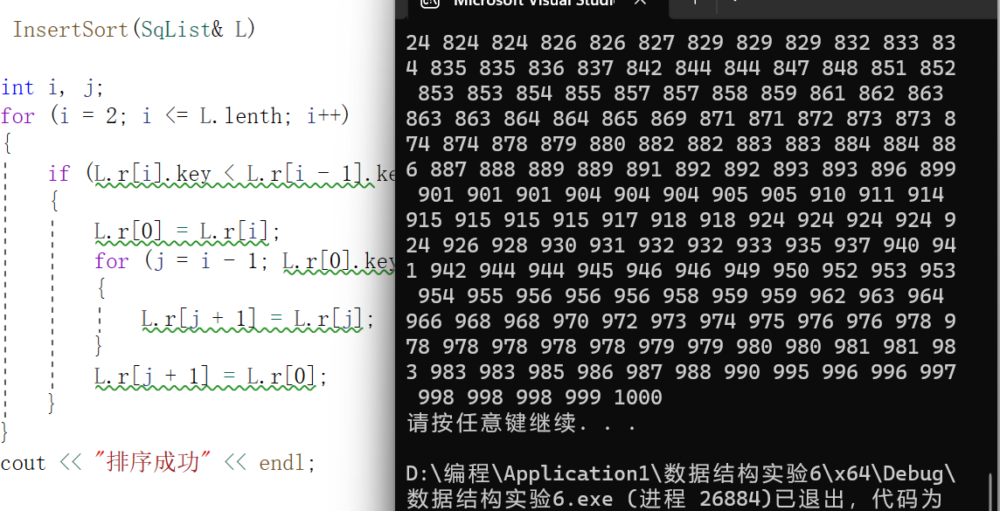 InsertSort(SqList& L)
int i, j;
for (i = 2; i <= L.lenth; i++)
{
if (L.r[i].key < L.r[i - 1].ke
{
L.r[0] = L.r[i];
for (j = i - 1; L.r[0].key
{
L.r[j + 1] = L.r[j];
}
L.r[j + 1] = L.r[0];
}
}
cout << "排序成功" << endl;
Microsoft Visual Studi
24 824 824 826 826 827 829 829 829 832 833 83
4 835 835 836 837 842 844 844 847 848 851 852
853 853 854 855 857 857 858 859 861 862 863
863 863 864 864 865 869 871 871 872 873 873 8
74 874 878 879 880 882 882 883 883 884 884 88
6 887 888 889 889 891 892 892 893 893 896 899
901 901 901 904 904 904 905 905 910 911 914
915 915 915 915 917 918 918 924 924 924 924 9
24 926 928 930 931 932 932 933 935 937 940 94
1 942 944 944 945 946 946 949 950 952 953 953
954 955 956 956 956 958 959 959 962 963 964
966 968 968 970 972 973 974 975 976 976 978 9
78 978 978 978 978 979 979 980 980 981 981 98
3 983 983 985 986 987 988 990 995 996 996 997
998 998 998 999 1000
请按任意键继续. . .
D:\编程\Application1\数据结构实验6\x64\Debug\
数据结构实验6.exe (进程 26884)已退出，代码为